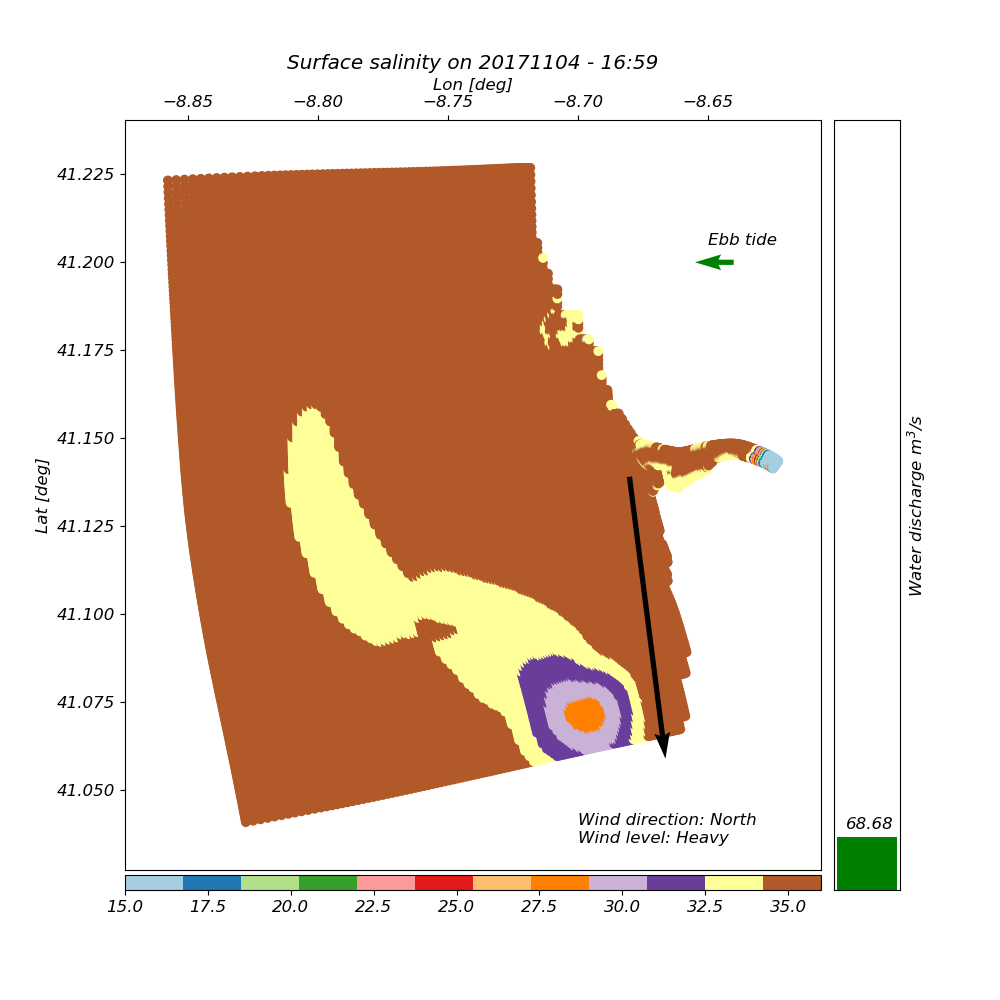 Surface salinity on 20171104 - 16:59
Lon [deg]
−8.85 −8.80 −8.75 −8.70 −8.65
41.225
41.200
41.175
41.150
41.125
41.100
41.075
41.050
Lat [deg]
Ebb tide
Wind direction: North
Wind level: Heavy
68.68
Water discharge m³/s
15.0 17.5 20.0 22.5 25.0 27.5 30.0 32.5 35.0